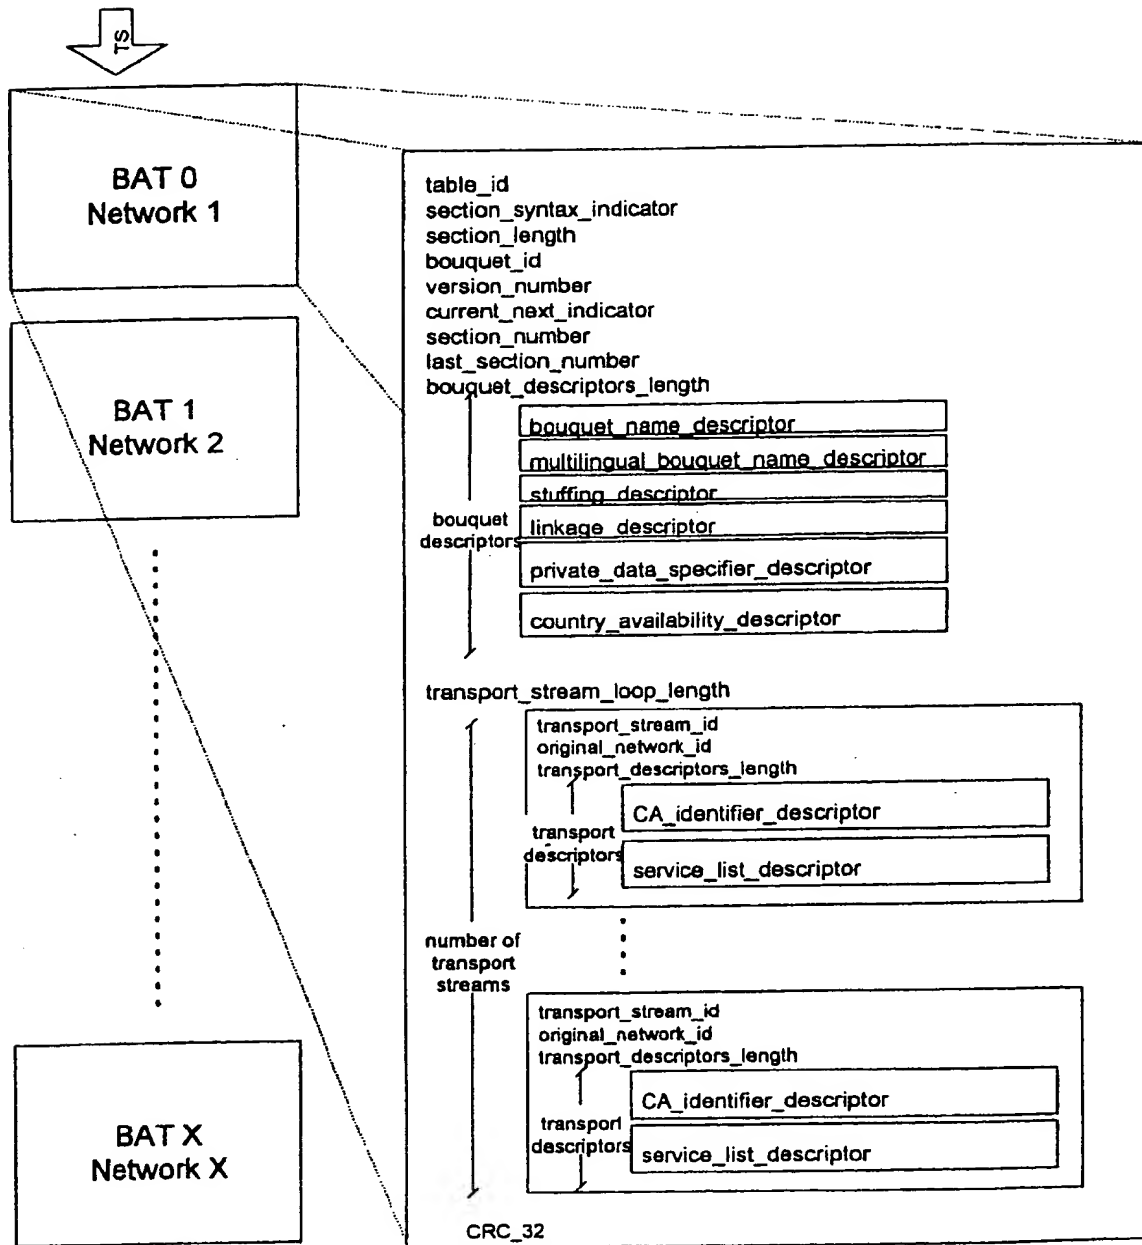 TS
BAT 0
Network 1
BAT 1
Network 2
BAT X
Network X
table_id
section_syntax_indicator
section_length
bouquet_id
version_number
current_next_indicator
section_number
last_section_number
bouquet_descriptors_length
bouquet
descriptors
bouquet_name_descriptor
multilingual_bouquet_name_descriptor
stuffing_descriptor
linkage_descriptor
private_data_specifier_descriptor
country_availability_descriptor
transport_stream_loop_length
number of
transport
streams
transport_stream_id
original_network_id
transport_descriptors_length
transport
descriptors
CA_identifier_descriptor
service_list_descriptor
transport_stream_id
original_network_id
transport_descriptors_length
transport
descriptors
CA_identifier_descriptor
service_list_descriptor
CRC_32